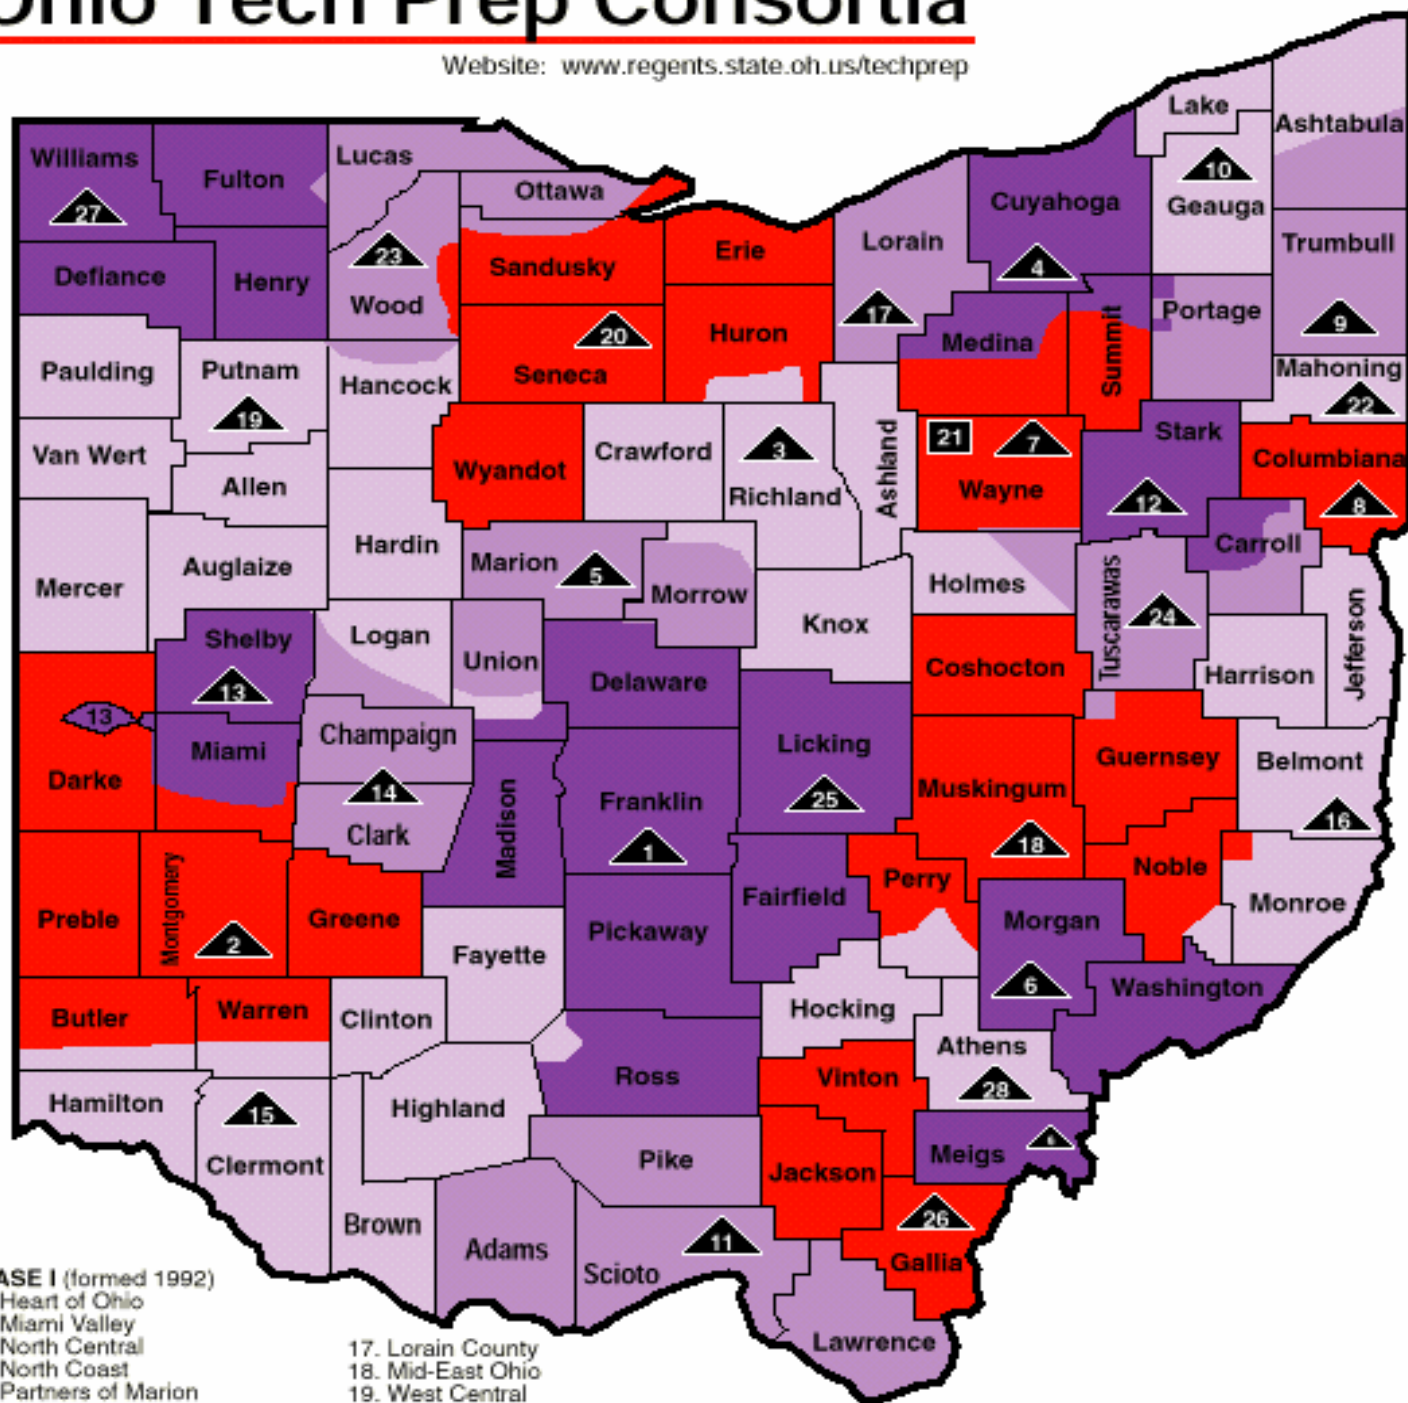 Ohio Tech Prep Consortia
Website: www.regents.state.oh.us/techprep
Lake
Ashtabula
Williams
Fulton
Lucas
10
Ottawa
Cuyahoga
Geauga
27
Erie
Lorain
Trumbull
23
Sandusky
4
Defiance
Henry
Wood
17
Portage
9
20
Huron
Medina
Summit
Paulding
Putnam
Hancock
Seneca
Mahoning
22
19
21
7
Stark
Van Wert
Crawford
3
Ashland
Columbiana
Wyandot
Allen
Richland
Wayne
12
8
Hardin
Marion
5
Carroll
Auglaize
Mercer
Morrow
Holmes
Tuscarawas
24
Jefferson
Shelby
Logan
Knox
Union
Coshocton
Harrison
13
Delaware
13
Champaign
Miami
Licking
Guernsey
Belmont
Darke
14
Madison
Franklin
25
Muskingum
16
Clark
1
18
Noble
Perry
Fairfield
Monroe
Preble
Montgomery
Greene
Morgan
2
Pickaway
Fayette
6
Washington
Butler
Warren
Clinton
Hocking
Athens
Ross
Vinton
28
Hamilton
15
Highland
6
Meigs
Clermont
Pike
Jackson
26
Brown
Adams
11
Scioto
Gallia
Lawrence
ASE I (formed 1992)
Heart of Ohio
Miami Valley
North Central
North Coast
Partners of Marion
17. Lorain County
18. Mid-East Ohio
19. West Central